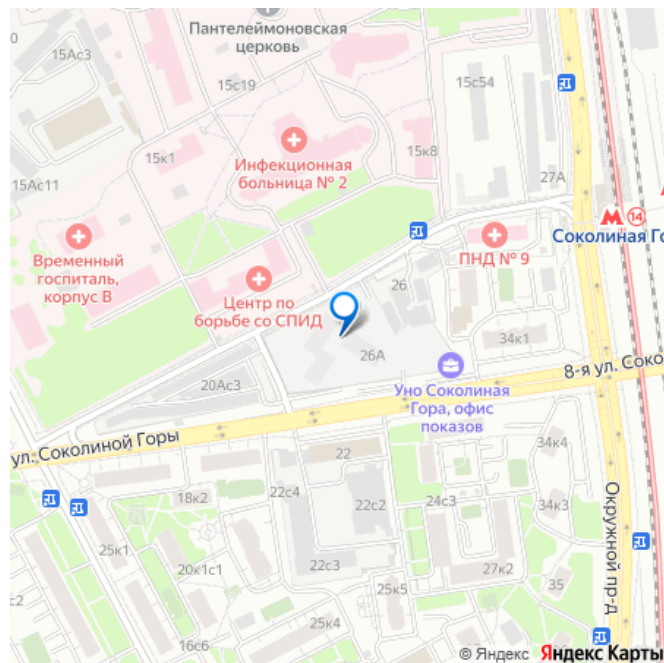 Пантелеймоновская
церковь
15Ас3
15с19
15с54
15к1
Инфекционная
больница № 2
15к8
15Ас11
27А
М 14
Соколиная Го
Временный
госпиталь,
корпус В
ПНД № 9
Центр по
борьбе со СПИД
26
34к1
26А
20Ас3
Уно Соколиная
Гора, офис
показов
8-я ул. Соко
ул. Соколиной Горы
22
34к4
18к2
22с4
22с2
24с3
34к3
Окружной пр-д
25к1
20к1с1
22с3
27к2
35
25к5
с2
25к4
16с6
© Яндекс Яндекс Карты